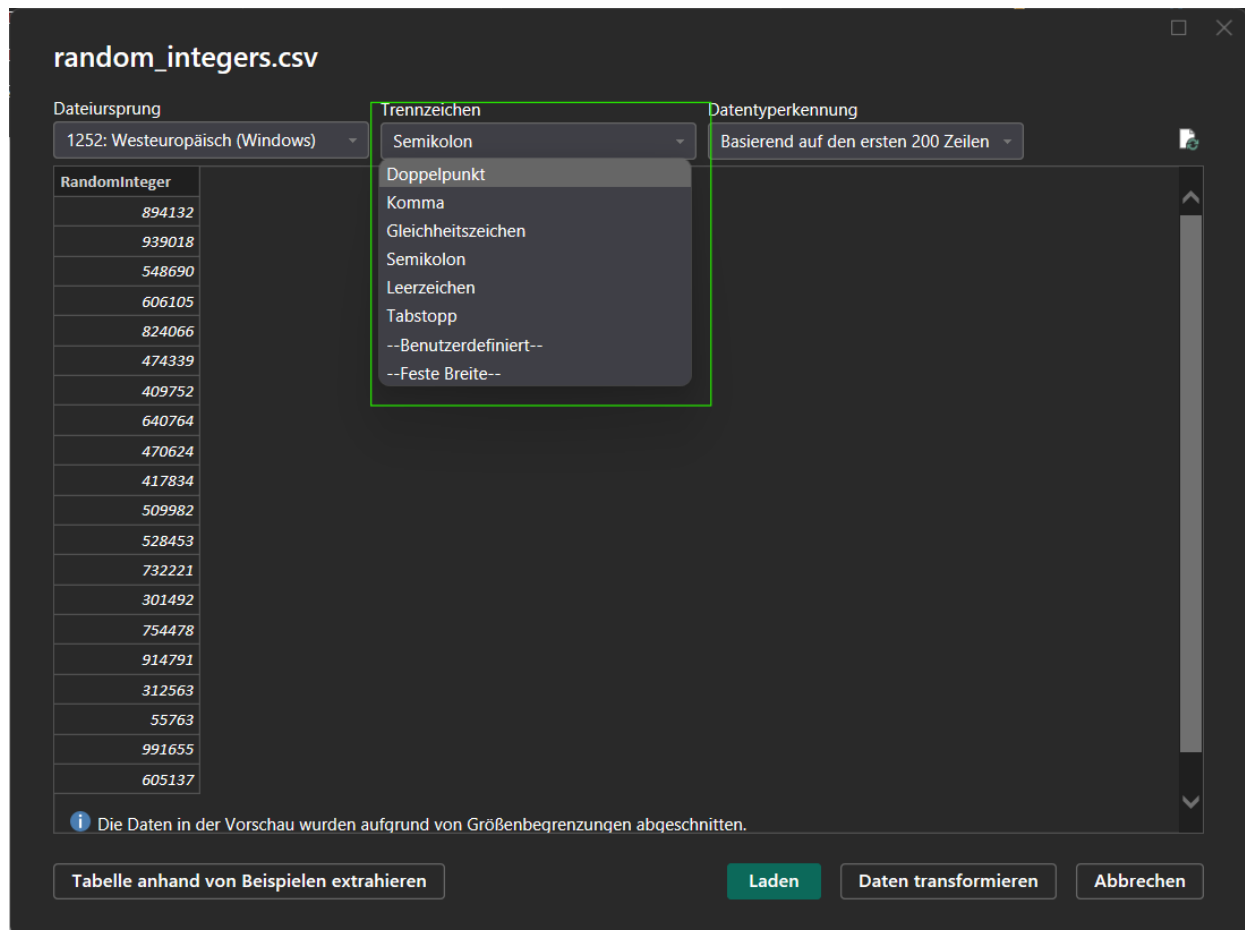 random_integers.csv
Dateiursprung Trennzeichen Datentyperkennung
1252: Westeuropäisch (Windows) Semikolon Basierend auf den ersten 200 Zeilen
Doppelpunkt
Komma
Gleichheitszeichen
Semikolon
Leerzeichen
Tabstopp
--Benutzerdefiniert--
--Feste Breite--
RandomInteger
894132
939018
548690
606105
824066
474339
409752
640764
470624
417834
509982
528453
732221
301492
754478
914791
312563
55763
991655
605137
Die Daten in der Vorschau wurden aufgrund von Größenbegrenzungen abgeschnitten.
Tabelle anhand von Beispielen extrahieren Laden Daten transformieren Abbrechen